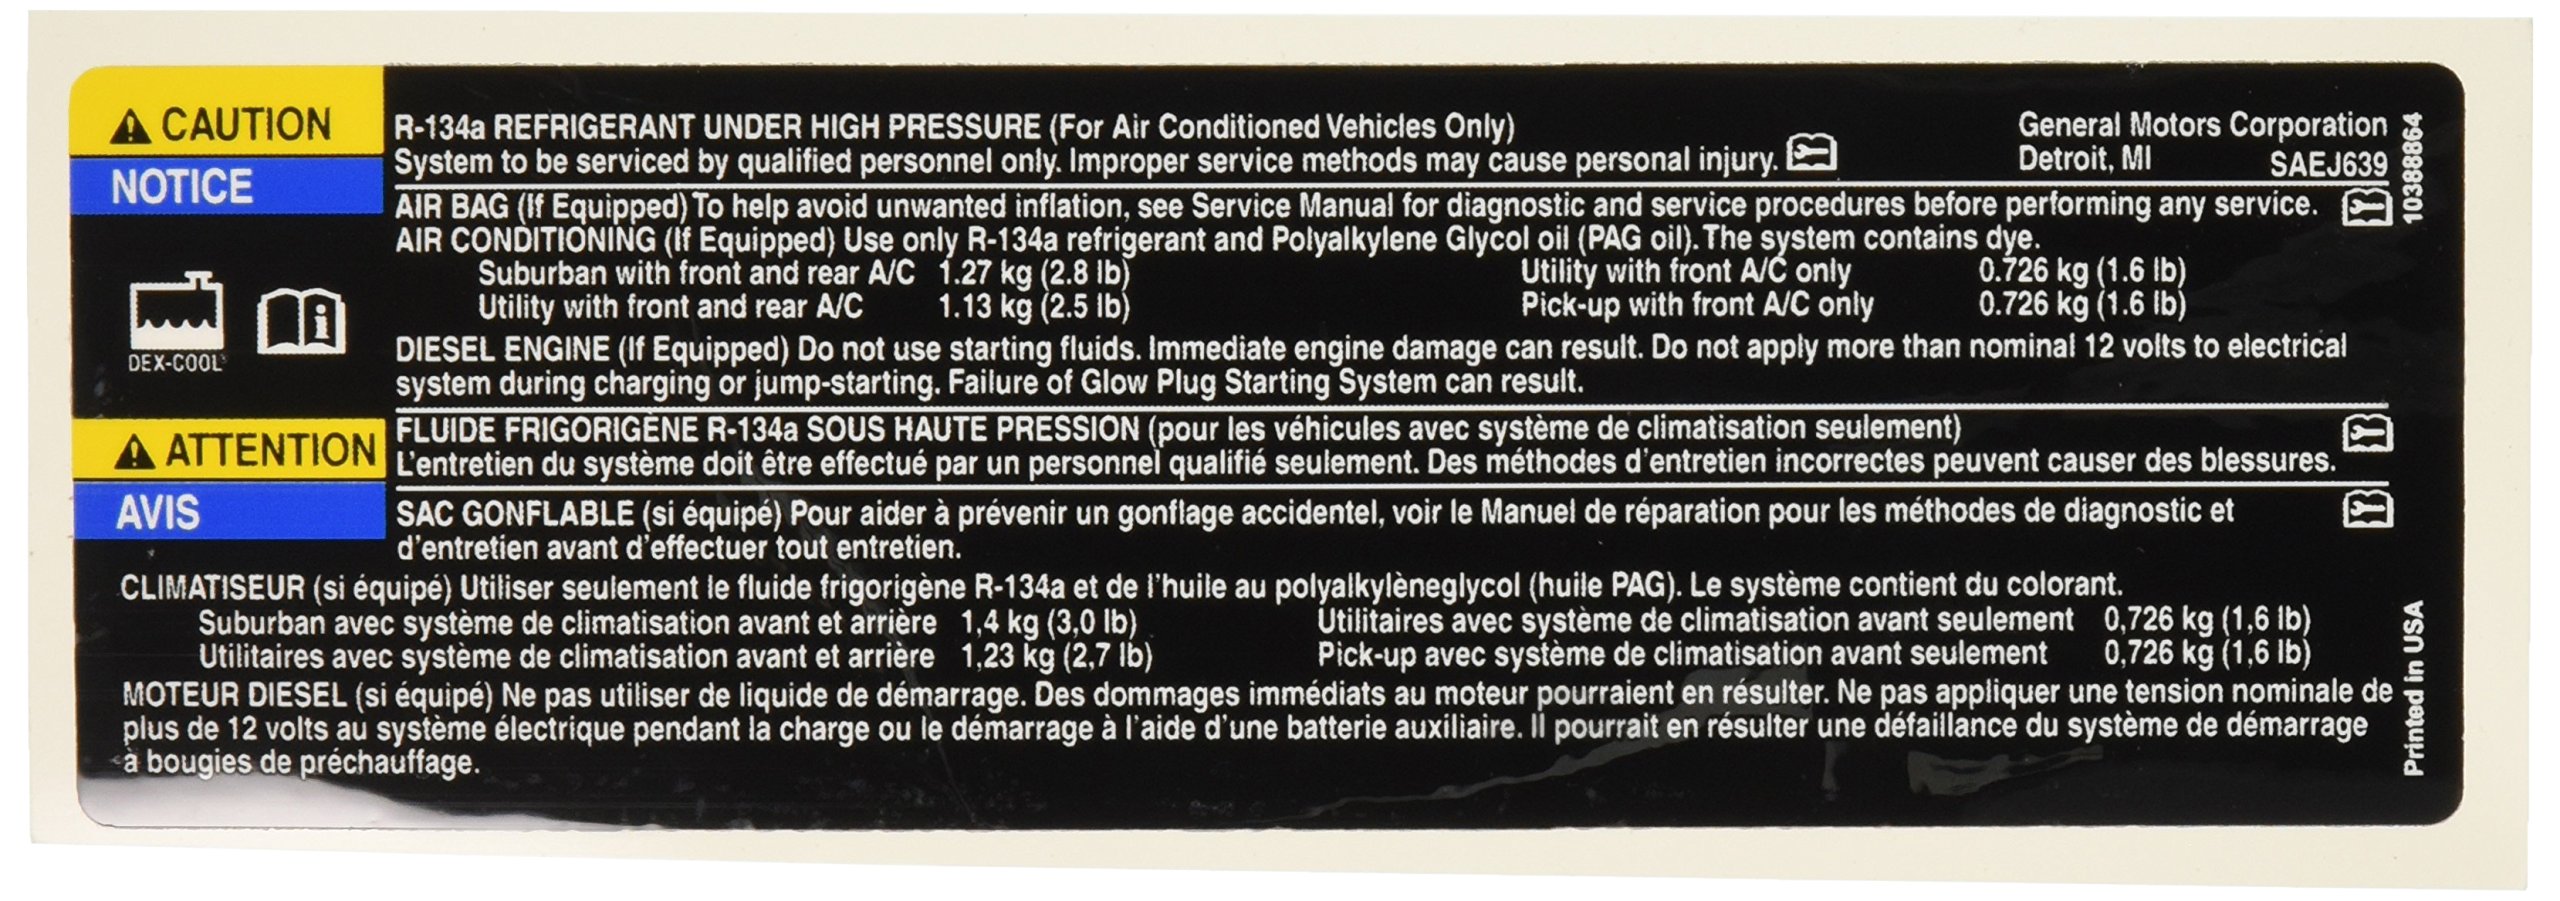 CAUTION
NOTICE
R-134a REFRIGERANT UNDER HIGH PRESSURE (For Air Conditioned Vehicles Only)
System to be serviced by qualified personnel only. Improper service methods may cause personal injury.
General Motors Corporation
Detroit, MI SAEJ639
10388864
AIR BAG (If Equipped) To help avoid unwanted inflation, see Service Manual for diagnostic and service procedures before performing any service.
AIR CONDITIONING (If Equipped) Use only R-134a refrigerant and Polyalkylene Glycol oil (PAG oil). The system contains dye.
Suburban with front and rear A/C 1.27 kg (2.8 lb) Utility with front A/C only 0.726 kg (1.6 lb)
Utility with front and rear A/C 1.13 kg (2.5 lb) Pick-up with front A/C only 0.726 kg (1.6 lb)
DEX-COOL®
DIESEL ENGINE (If Equipped) Do not use starting fluids. Immediate engine damage can result. Do not apply more than nominal 12 volts to electrical
system during charging or jump-starting. Failure of Glow Plug Starting System can result.
ATTENTION
AVIS
FLUIDE FRIGORIGÈNE R-134a SOUS HAUTE PRESSION (pour les véhicules avec système de climatisation seulement)
L'entretien du système doit être effectué par un personnel qualifié seulement. Des méthodes d'entretien incorrectes peuvent causer des blessures.
SAC GONFLABLE (si équipé) Pour aider à prévenir un gonflage accidentel, voir le Manuel de réparation pour les méthodes de diagnostic et
d'entretien avant d'effectuer tout entretien.
CLIMATISEUR (si équipé) Utiliser seulement le fluide frigorigène R-134a et de l'huile au polyalkylèneglycol (huile PAG). Le système contient du colorant.
Suburban avec système de climatisation avant et arrière 1,4 kg (3,0 lb) Utilitaires avec système de climatisation avant seulement 0,726 kg (1,6 lb)
Utilitaires avec système de climatisation avant et arrière 1,23 kg (2,7 lb) Pick-up avec système de climatisation avant seulement 0,726 kg (1,6 lb)
MOTEUR DIESEL (si équipé) Ne pas utiliser de liquide de démarrage. Des dommages immédiats au moteur pourraient en résulter. Ne pas appliquer une tension nominale de
plus de 12 volts au système électrique pendant la charge ou le démarrage à l'aide d'une batterie auxiliaire. Il pourrait en résulter une défaillance du système de démarrage
à bougies de préchauffage.
Printed in USA